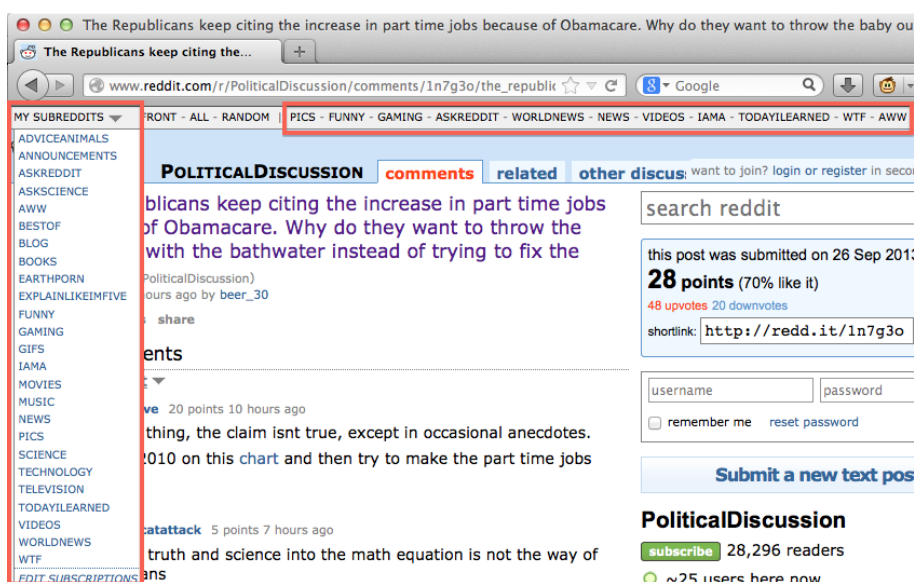 The Republicans keep citing the increase in part time jobs because of Obamacare. Why do they want to throw the baby ou
The Republicans keep citing the...
www.reddit.com/r/PoliticalDiscussion/comments/1n7g3o/the_republic
Google
MY SUBREDDITS FRONT - ALL - RANDOM | PICS - FUNNY - GAMING - ASKREDDIT - WORLDNEWS - NEWS - VIDEOS - IAMA - TODAYILEARNED - WTF - AWW
ADVICEANIMALS
ANNOUNCEMENTS
ASKREDDIT
ASKSCIENCE
AWW
BESTOF
BLOG
BOOKS
EARTHPORN
EXPLAINLIKEIMFIVE
FUNNY
GAMING
GIFS
IAMA
MOVIES
MUSIC
NEWS
PICS
SCIENCE
TECHNOLOGY
TELEVISION
TODAYILEARNED
VIDEOS
WORLDNEWS
WTF
EDIT SUBSCRIPTIONS
POLITICALDISCUSSION comments related other discus want to join? login or register in secon
blicans keep citing the increase in part time jobs
of Obamacare. Why do they want to throw the
with the bathwater instead of trying to fix the
PoliticalDiscussion)
ours ago by beer_30
s share
ents
ve 20 points 10 hours ago
thing, the claim isnt true, except in occasional anecdotes.
2010 on this chart and then try to make the part time jobs
catattack 5 points 7 hours ago
truth and science into the math equation is not the way of
ans
search reddit
this post was submitted on 26 Sep 2013
28 points (70% like it)
48 upvotes 20 downvotes
shortlink: http://redd.it/1n7g3o
username password
remember me reset password
Submit a new text pos
PoliticalDiscussion
subscribe 28,296 readers
~25 users here now